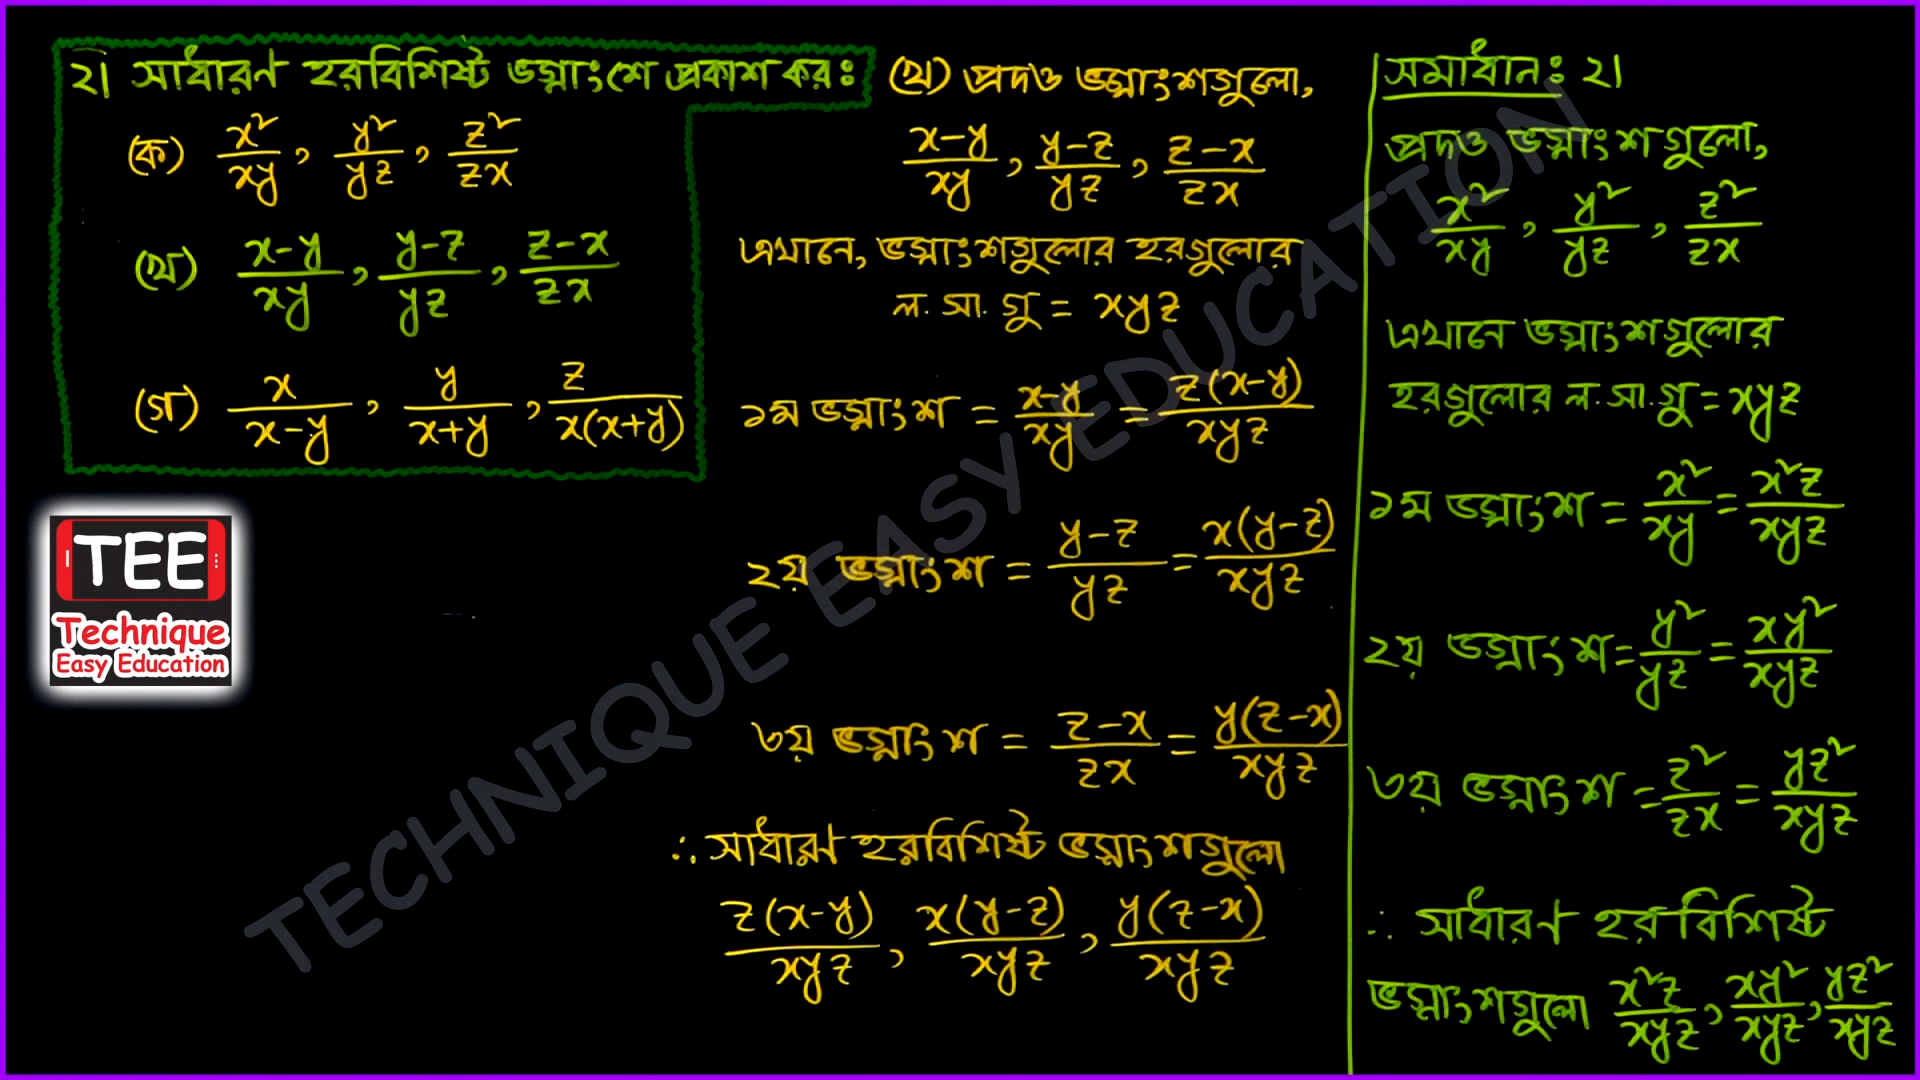 ২। সাধারণ হরবিশিষ্ট ভগ্নাংশে প্রকাশ কর:
(ক) x²/xy, y²/yz, z²/zx
(খ) x-y/xy, y-z/yz, z-x/zx
(গ) x/x-y, y/x+y, z/x(x+y)
TEE
Technique
Easy Education
(খ) প্রদত্ত ভগ্নাংশগুলো,
x-y/xy, y-z/yz, z-x/zx
এখানে, ভগ্নাংশগুলোর হরগুলোর
ল.সা.গু = xyz
১ম ভগ্নাংশ = x-y/xy = z(x-y)/xyz
২য় ভগ্নাংশ = y-z/yz = x(y-z)/xyz
৩য় ভগ্নাংশ = z-x/zx = y(z-x)/xyz
∴ সাধারণ হরবিশিষ্ট ভগ্নাংশগুলো
z(x-y)/xyz, x(y-z)/xyz, y(z-x)/xyz
সমাধান: ২।
প্রদত্ত ভগ্নাংশগুলো,
x²/xy, y²/yz, z²/zx
এখানে ভগ্নাংশগুলোর
হরগুলোর ল.সা.গু = xyz
১ম ভগ্নাংশ = x²/xy = x²z/xyz
২য় ভগ্নাংশ = y²/yz = xy²/xyz
৩য় ভগ্নাংশ = z²/zx = yz²/xyz
∴ সাধারণ হরবিশিষ্ট
ভগ্নাংশগুলো x²z/xyz, xy²/xyz, yz²/xyz
TECHNIQUE EASY EDUCATION